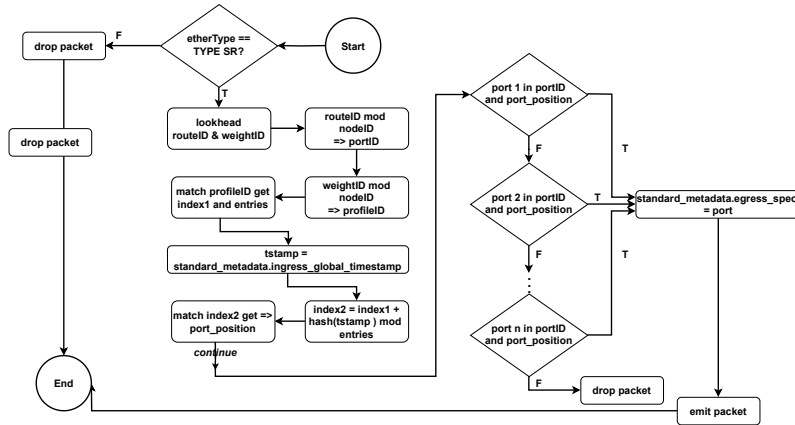 Start
etherType ==
TYPE SR?
F
drop packet
T
drop packet
lookhead
routeID & weightID
routeID mod
nodeID
=> portID
weightID mod
nodeID
=> profileID
match profileID get
index1 and entries
tstamp =
standard_metadata.ingress_global_timestamp
index2 = index1 +
hash(tstamp ) mod
entries
match index2 get =>
port_position
continue
port 1 in portID
and port_position
T
F
port 2 in portID
and port_position
T
F
port n in portID
and port_position
T
F
drop packet
standard_metadata.egress_spec
= port
emit packet
End